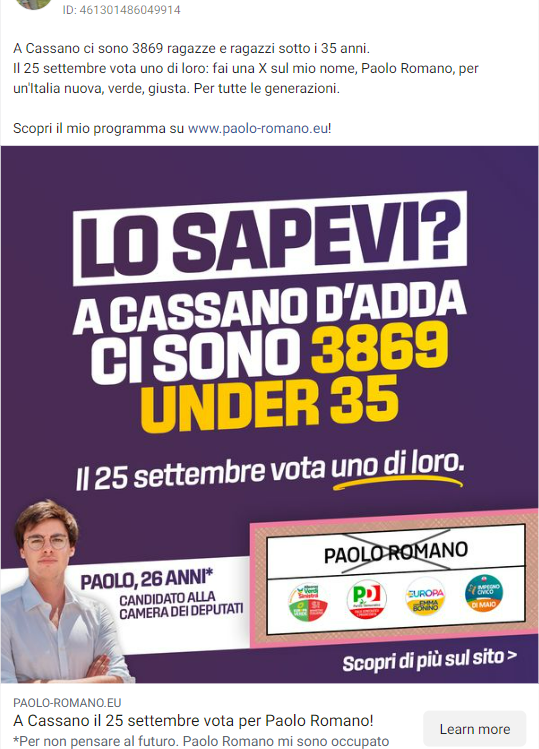 ID: 461301486049914
A Cassano ci sono 3869 ragazze e ragazzi sotto i 35 anni.
Il 25 settembre vota uno di loro: fai una X sul mio nome, Paolo Romano, per
un'Italia nuova, verde, giusta. Per tutte le generazioni.
Scopri il mio programma su www.paolo-romano.eu!
LO SAPEVI?
A CASSANO D'ADDA
CI SONO 3869
UNDER 35
Il 25 settembre vota uno di loro.
PAOLO, 26 ANNI*
CANDIDATO ALLA
CAMERA DEI DEPUTATI
PAOLO ROMANO
Alleanza Verdi Sinistra
PD
EUROPA
EMMA BONINO
IMPEGNO CIVICO
DI MAIO
Scopri di più sul sito >
PAOLO-ROMANO.EU
A Cassano il 25 settembre vota per Paolo Romano!
*Per non pensare al futuro. Paolo Romano mi sono occupato
Learn more